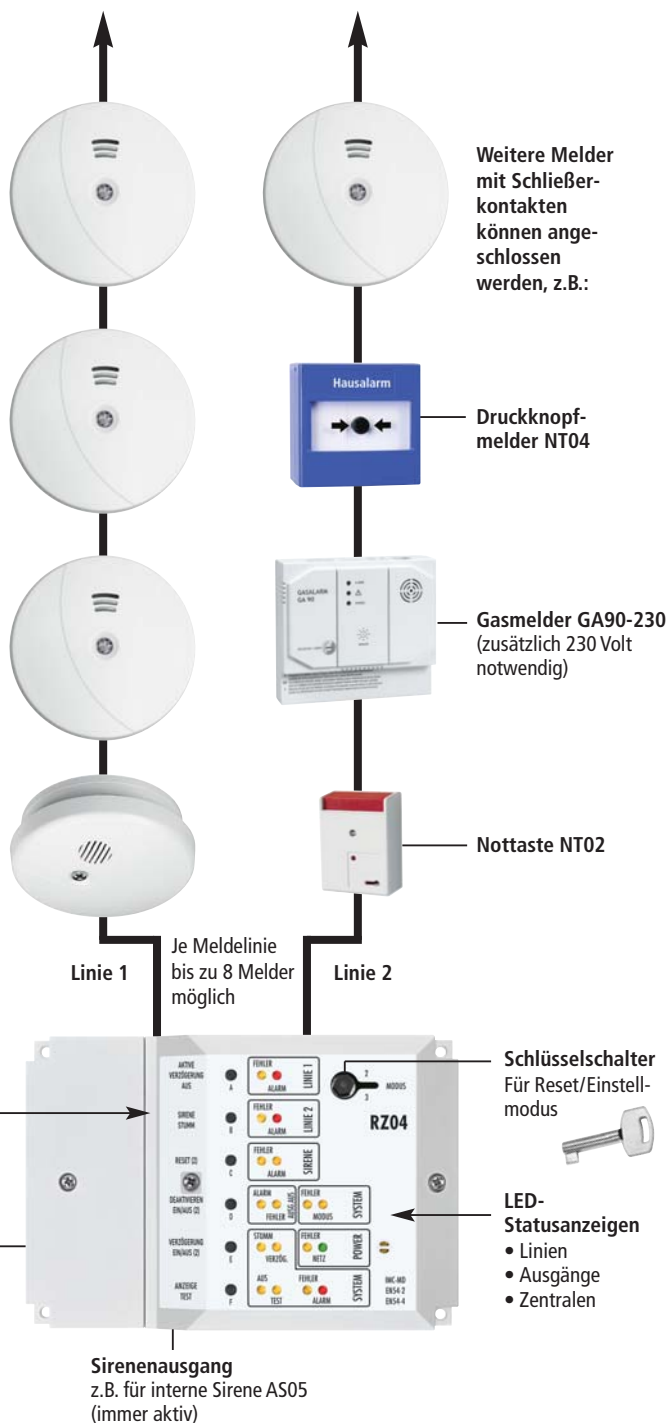 Weitere Melder
mit Schließer-
kontakten
können ange-
schlossen
werden, z.B.:
Hausalarm
Druckknopf-
melder NT04
GASALARM
GA 90
Gasmelder GA90-230
(zusätzlich 230 Volt
notwendig)
Nottaste NT02
Linie 1
Je Meldelinie
bis zu 8 Melder
möglich
Linie 2
AKTIVE
VERZÖGERUNG
AUS
A
FEHLER
ALARM
LINIE 1
2
3
MODUS
RZ04
SIRENE
STUMM
B
FEHLER
ALARM
LINIE 2
RESET (2)
C
FEHLER
ALARM
SIRENE
DEAKTIVIEREN
EIN/AUS (2)
D
ALARM
FEHLER
AUSG AUS
FEHLER
MODUS
SYSTEM
VERZÖGERUNG
EIN/AUS (2)
E
STUMM
VERZÖG.
FEHLER
NETZ
POWER
ANZEIGE
TEST
F
AUS
TEST
FEHLER
ALARM
SYSTEM
IMC-MD
EN54-2
EN54-4
Schlüsselschalter
Für Reset/Einstell-
modus
LED-
Statusanzeigen
• Linien
• Ausgänge
• Zentralen
Sirenenausgang
z.B. für interne Sirene AS05
(immer aktiv)